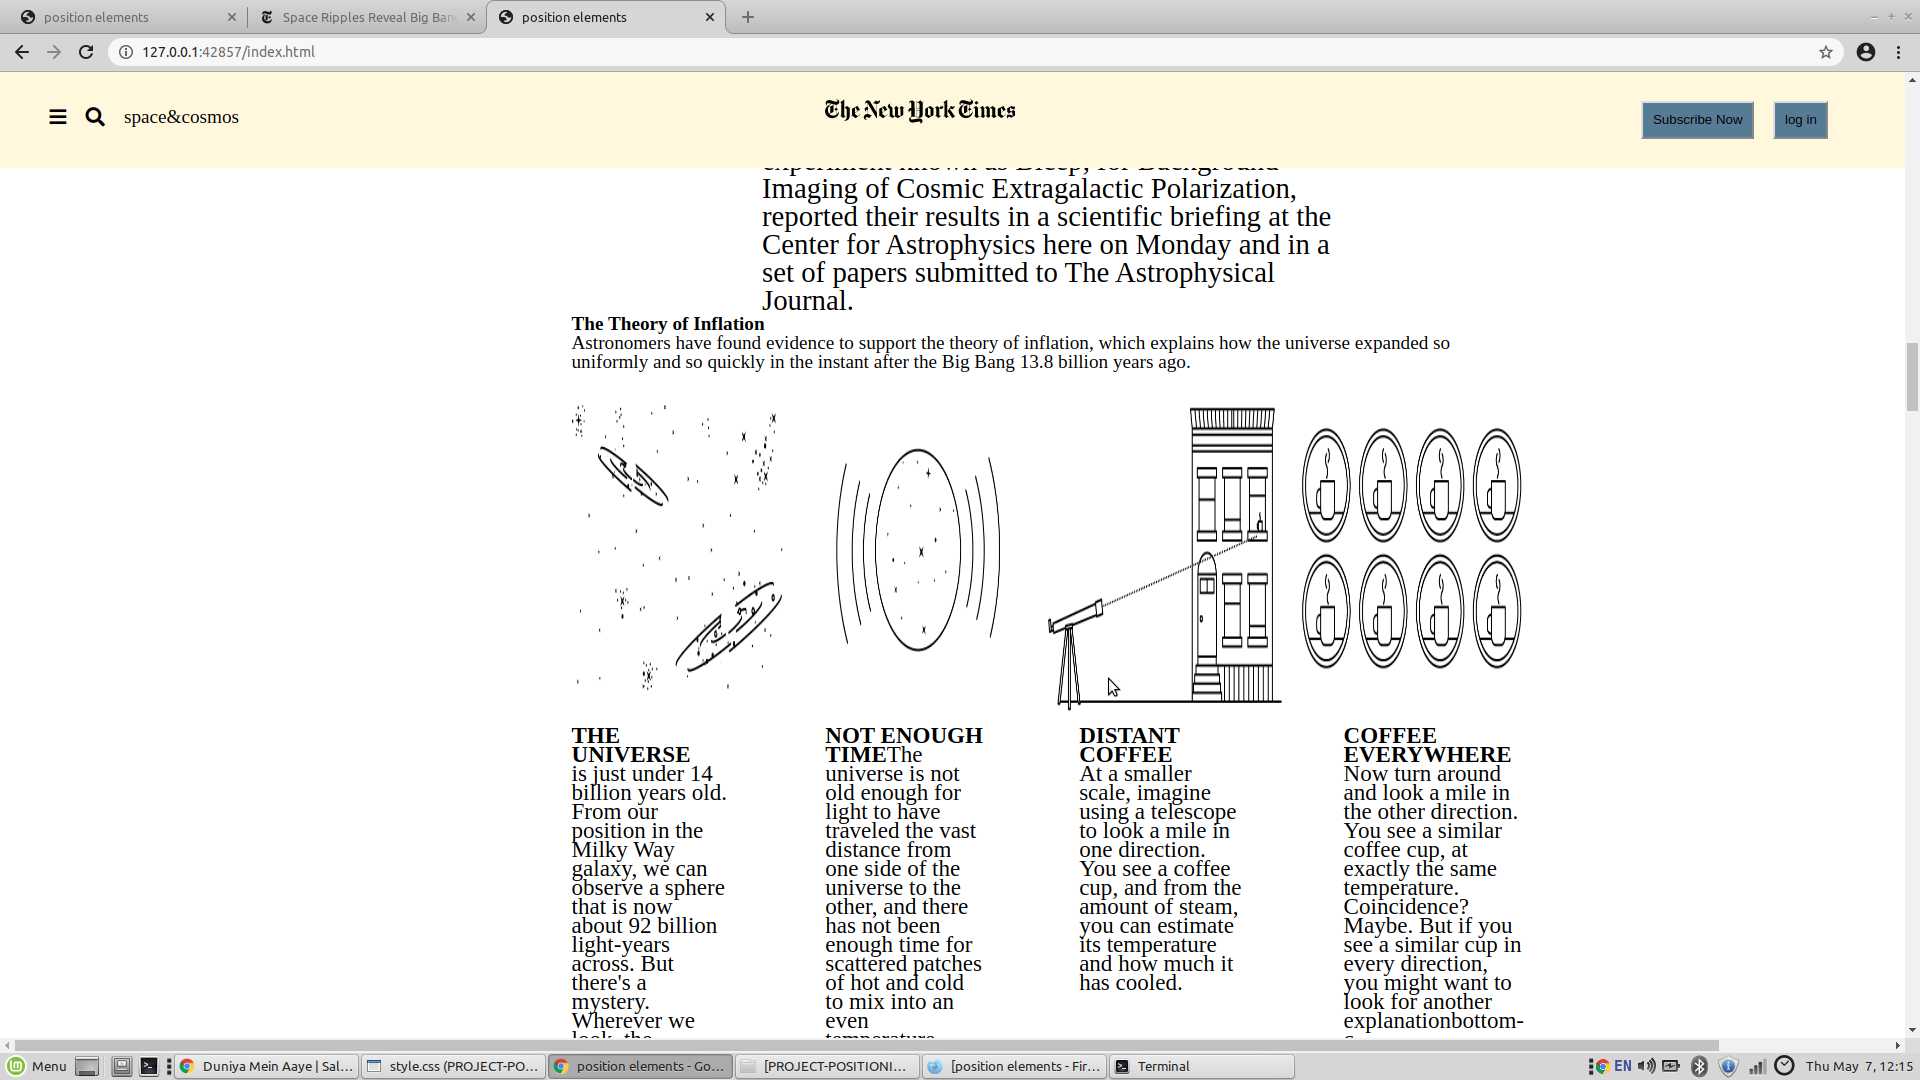 position elements
Space Ripples Reveal Big Bang
position elements
127.0.0.1:42857/index.html
space&cosmos
The New York Times
Subscribe Now
log in
experiment known as Bicep, for Background
Imaging of Cosmic Extragalactic Polarization,
reported their results in a scientific briefing at the
Center for Astrophysics here on Monday and in a
set of papers submitted to The Astrophysical
Journal.
The Theory of Inflation
Astronomers have found evidence to support the theory of inflation, which explains how the universe expanded so
uniformly and so quickly in the instant after the Big Bang 13.8 billion years ago.
THE
UNIVERSE
is just under 14
billion years old.
From our
position in the
Milky Way
galaxy, we can
observe a sphere
that is now
about 92 billion
light-years
across. But
there's a
mystery.
Wherever we
look, the
NOT ENOUGH
TIMEThe
universe is not
old enough for
light to have
traveled the vast
distance from
one side of the
universe to the
other, and there
has not been
enough time for
scattered patches
of hot and cold
to mix into an
even
temperature
DISTANT
COFFEE
At a smaller
scale, imagine
using a telescope
to look a mile in
one direction.
You see a coffee
cup, and from the
amount of steam,
you can estimate
its temperature
and how much it
has cooled.
COFFEE
EVERYWHERE
Now turn around
and look a mile in
the other direction.
You see a similar
coffee cup, at
exactly the same
temperature.
Coincidence?
Maybe. But if you
see a similar cup in
every direction,
you might want to
look for another
explanationbottom-
Menu
Duniya Mein Aaye | Sal...
style.css (PROJECT-PO...
position elements - Go...
[PROJECT-POSITIONI...
[position elements - Fir...
Terminal
EN
Thu May 7, 12:15